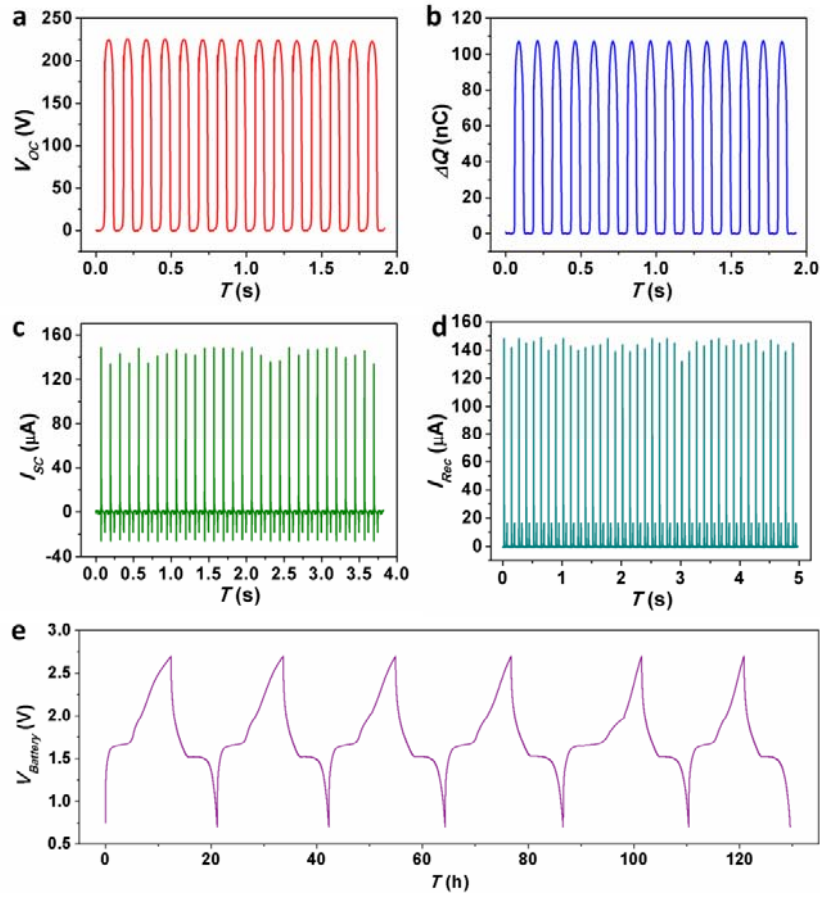 a
250
200
150
100
50
0
V_OC (V)
0.0 0.5 1.0 1.5 2.0
T (s)
b
120
100
80
60
40
20
0
ΔQ (nC)
0.0 0.5 1.0 1.5 2.0
T (s)
c
160
120
80
40
0
-40
I_SC (μA)
0.0 0.5 1.0 1.5 2.0 2.5 3.0 3.5 4.0
T (s)
d
160
140
120
100
80
60
40
20
0
I_Rec (μA)
0 1 2 3 4 5
T (s)
e
3.0
2.5
2.0
1.5
1.0
0.5
V_Battery (V)
0 20 40 60 80 100 120
T (h)